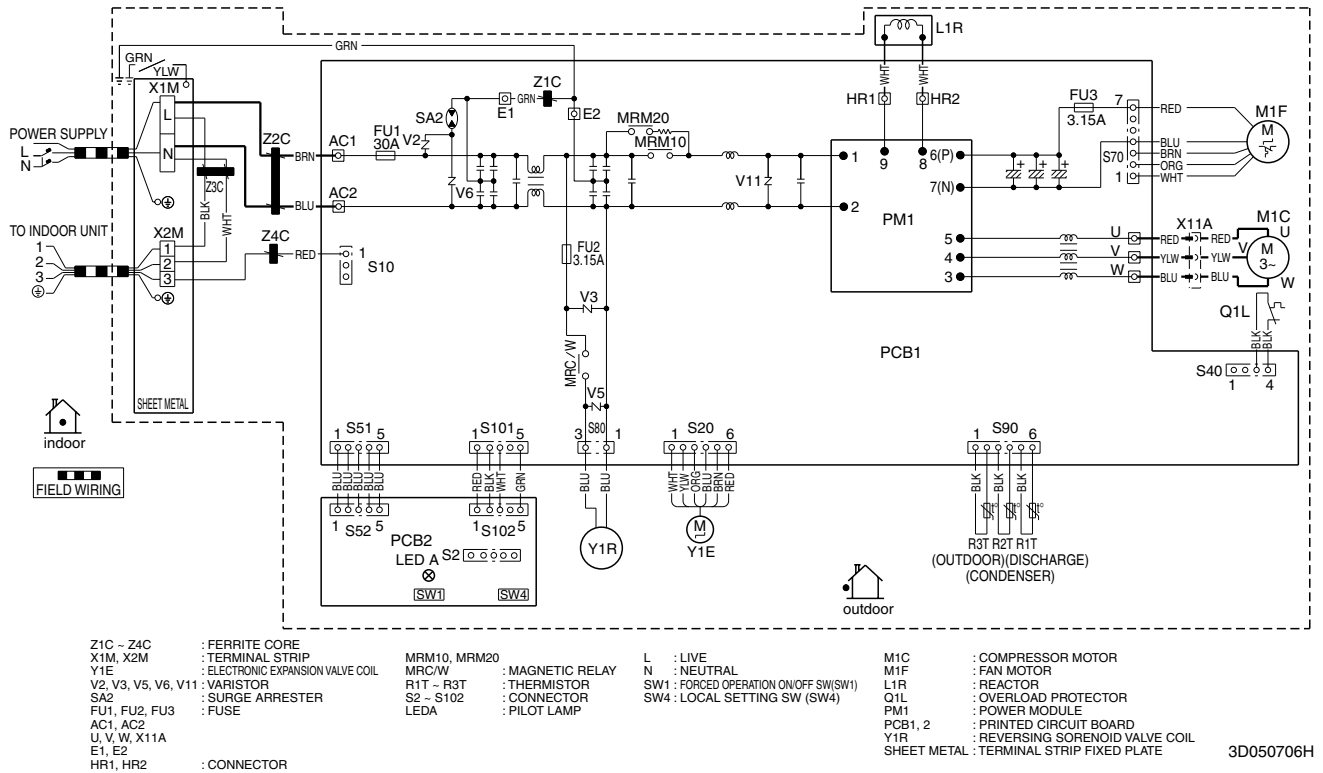 GRN
GRN
YLW
X1M
L
N
POWER SUPPLY
L
N
Z2C
Z3C
BLK
WHT
BRN
BLU
AC1
AC2
FU1
30A
V2
SA2
V6
E1
GRN
Z1C
E2
MRM20
MRM10
V11
L1R
WHT
WHT
HR1
HR2
9
8
1
2
6(P)
7(N)
PM1
5
4
3
FU3
3.15A
7
S70
1
RED
BLU
BRN
ORG
WHT
M1F
M
U
V
W
X11A
RED
YLW
BLU
RED
YLW
BLU
M1C
U
V
W
M
3~
Q1L
BLK
BLK
S40
1
4
TO INDOOR UNIT
1
2
3
X2M
1
2
3
Z4C
RED
1
S10
FU2
3.15A
V3
MRC/W
V5
PCB1
SHEET METAL
indoor
FIELD WIRING
1 S51 5
1 S101 5
3 S80 1
1 S20 6
1 S90 6
BLU
BLU
BLU
BLU
BLU
RED
BLK
WHT
GRN
BLU
BLU
WHT
YLW
ORG
BLU
BRN
RED
BLK
BLK
BLK
t°
t°
t°
1 S52 5
1 S102 5
PCB2
LED A
S2
SW1
SW4
Y1R
M
Y1E
R3T R2T R1T
(OUTDOOR)(DISCHARGE)
(CONDENSER)
outdoor
Z1C ~ Z4C : FERRITE CORE
X1M, X2M : TERMINAL STRIP
Y1E : ELECTRONIC EXPANSION VALVE COIL
V2, V3, V5, V6, V11 : VARISTOR
SA2 : SURGE ARRESTER
FU1, FU2, FU3 : FUSE
AC1, AC2
U, V, W, X11A
E1, E2
HR1, HR2 : CONNECTOR
MRM10, MRM20
MRC/W : MAGNETIC RELAY
R1T ~ R3T : THERMISTOR
S2 ~ S102 : CONNECTOR
LEDA : PILOT LAMP
L : LIVE
N : NEUTRAL
SW1 : FORCED OPERATION ON/OFF SW(SW1)
SW4 : LOCAL SETTING SW (SW4)
M1C : COMPRESSOR MOTOR
M1F : FAN MOTOR
L1R : REACTOR
Q1L : OVERLOAD PROTECTOR
PM1 : POWER MODULE
PCB1, 2 : PRINTED CIRCUIT BOARD
Y1R : REVERSING SORENOID VALVE COIL
SHEET METAL : TERMINAL STRIP FIXED PLATE
3D050706H